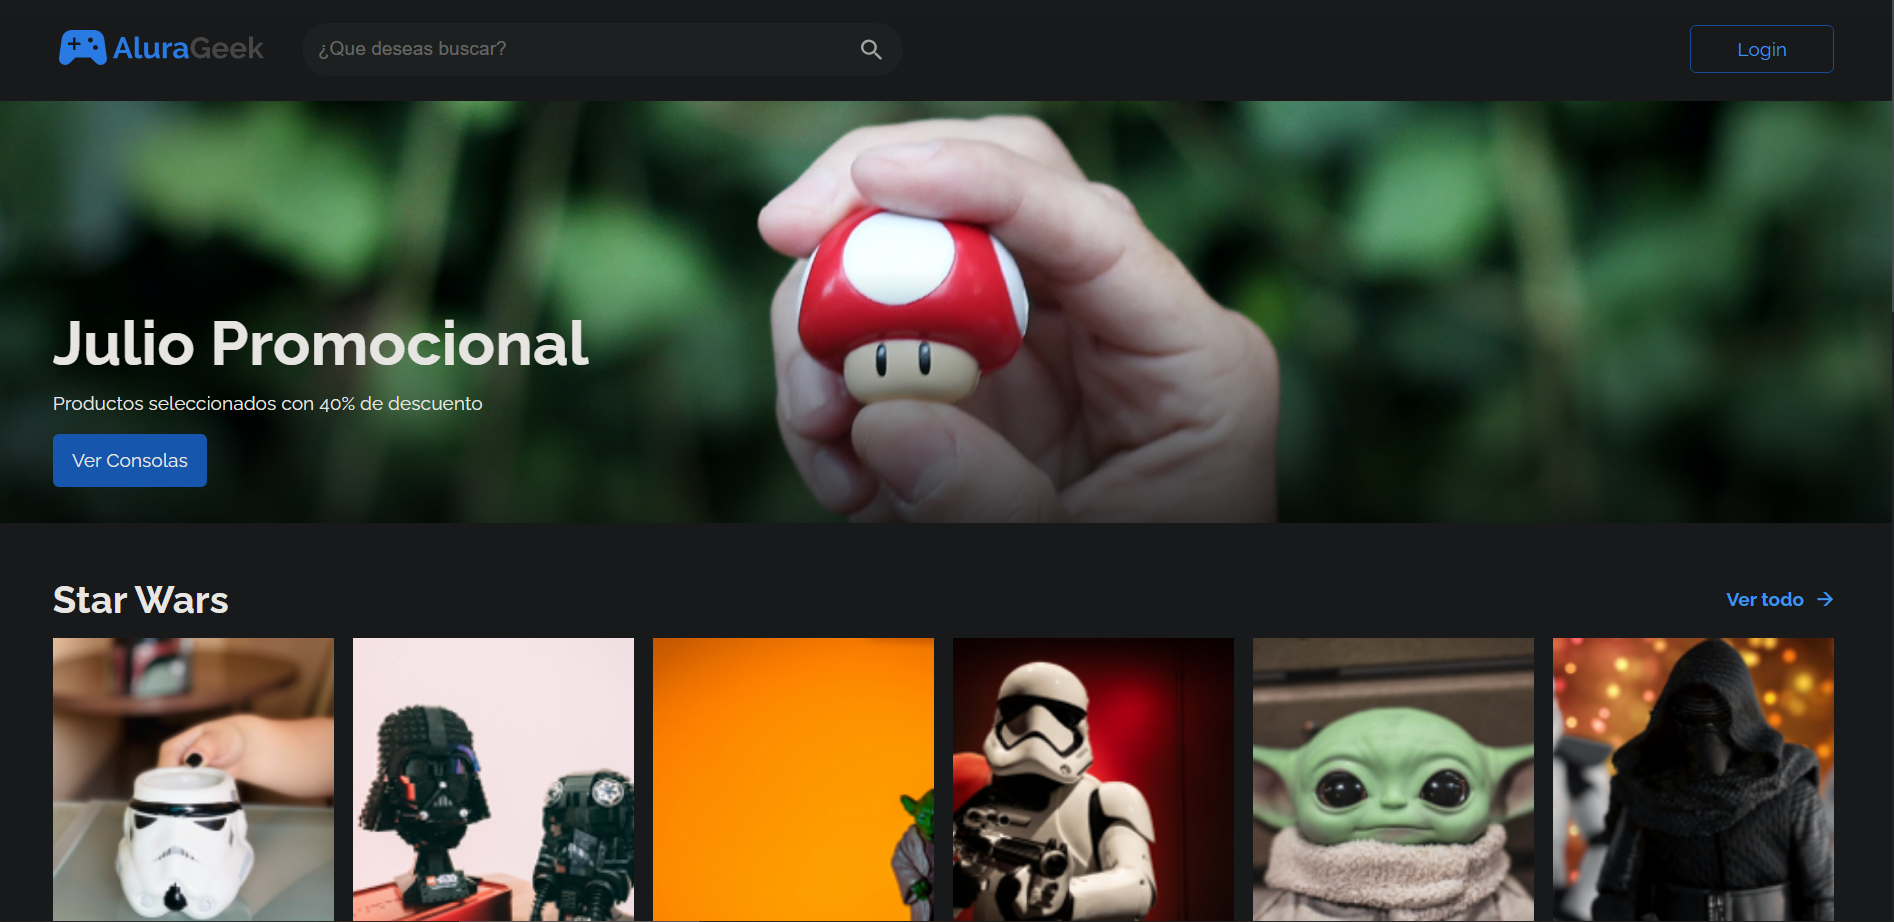 AluraGeek
¿Que deseas buscar?
Login
Julio Promocional
Productos seleccionados con 40% de descuento
Ver Consolas
Star Wars
Ver todo